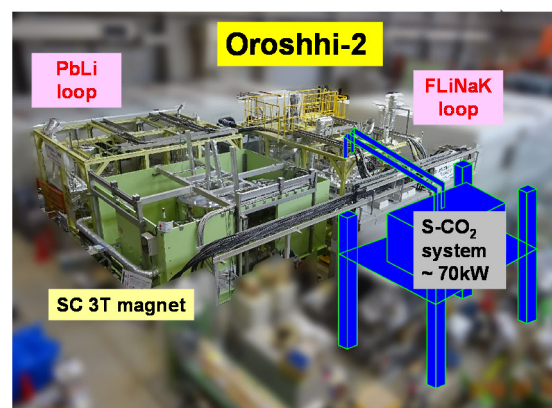 Oroshhi-2
PbLi
loop
FLiNaK
loop
S-CO₂
system
~ 70kW
SC 3T magnet